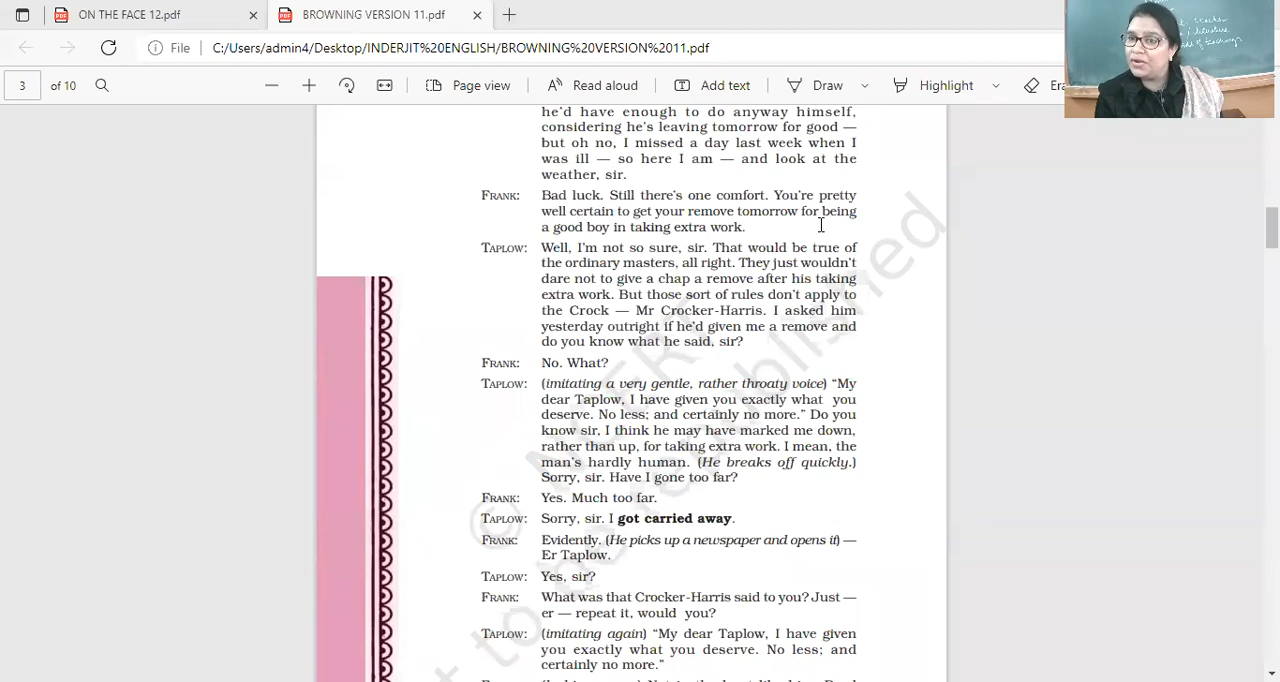 ON THE FACE 12.pdf
BROWNING VERSION 11.pdf
File C:/Users/admin4/Desktop/INDERJIT%20ENGLISH/BROWNING%20VERSION%2011.pdf
3 of 10 Page view Read aloud Add text Draw Highlight
he'd have enough to do anyway himself,
considering he's leaving tomorrow for good —
but oh no, I missed a day last week when I
was ill — so here I am — and look at the
weather, sir.
FRANK: Bad luck. Still there's one comfort. You're pretty
well certain to get your remove tomorrow for being
a good boy in taking extra work.
TAPLOW: Well, I'm not so sure, sir. That would be true of
the ordinary masters, all right. They just wouldn't
dare not to give a chap a remove after his taking
extra work. But those sort of rules don't apply to
the Crock — Mr Crocker-Harris. I asked him
yesterday outright if he'd given me a remove and
do you know what he said, sir?
FRANK: No. What?
TAPLOW: (imitating a very gentle, rather throaty voice) “My
dear Taplow, I have given you exactly what you
deserve. No less; and certainly no more.” Do you
know sir, I think he may have marked me down,
rather than up, for taking extra work. I mean, the
man's hardly human. (He breaks off quickly.)
Sorry, sir. Have I gone too far?
FRANK: Yes. Much too far.
TAPLOW: Sorry, sir. I got carried away.
FRANK: Evidently. (He picks up a newspaper and opens it) —
Er Taplow.
TAPLOW: Yes, sir?
FRANK: What was that Crocker-Harris said to you? Just —
er — repeat it, would you?
TAPLOW: (imitating again) “My dear Taplow, I have given
you exactly what you deserve. No less; and
certainly no more.”
© NCERT
not to be republished